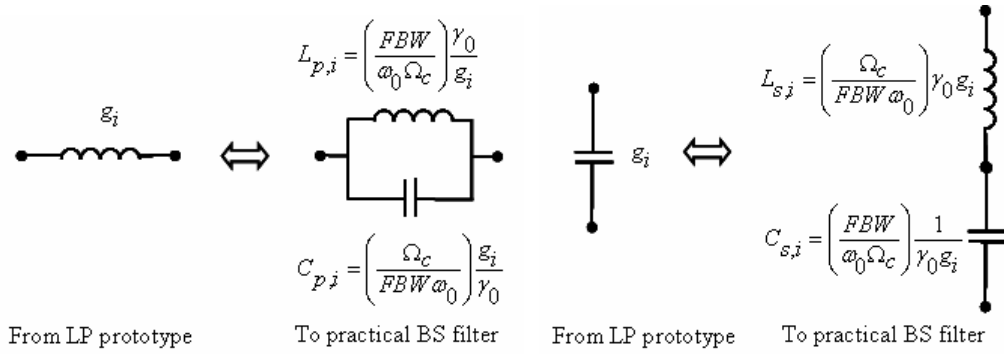 g_i
L_{p,i} = (FBW / ω_0 Ω_c) γ_0 / g_i
C_{p,i} = (Ω_c / FBW ω_0) g_i / γ_0
From LP prototype
To practical BS filter
g_i
L_{s,i} = (Ω_c / FBW ω_0) γ_0 g_i
C_{s,i} = (FBW / ω_0 Ω_c) 1 / γ_0 g_i
From LP prototype
To practical BS filter